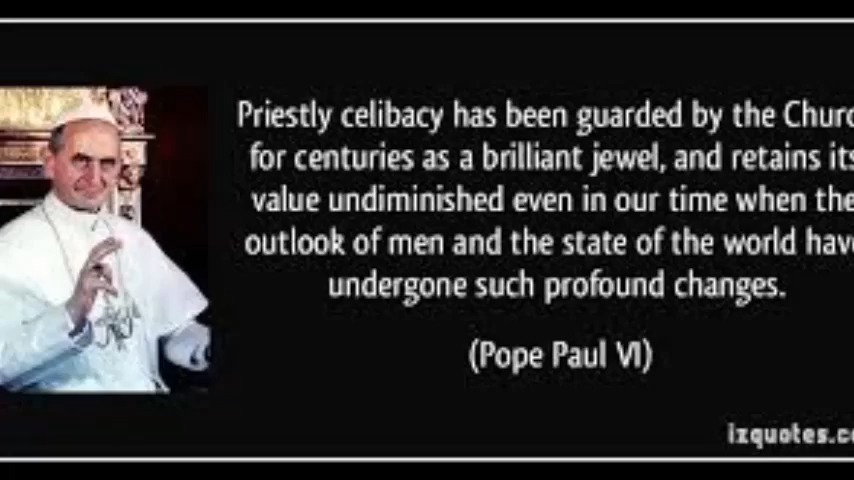 Priestly celibacy has been guarded by the Churc
for centuries as a brilliant jewel, and retains its
value undiminished even in our time when the
outlook of men and the state of the world have
undergone such profound changes.
(Pope Paul VI)
izquotes.co